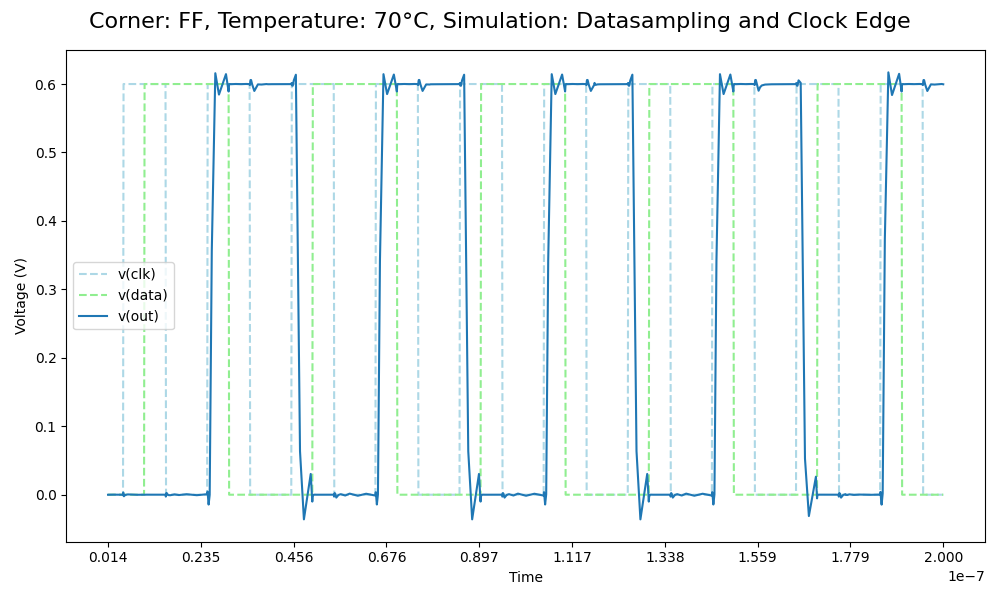 Corner: FF, Temperature: 70°C, Simulation: Datasampling and Clock Edge
Voltage (V)
0.6
0.5
0.4
0.3
0.2
0.1
0.0
v(clk)
v(data)
v(out)
0.014 0.235 0.456 0.676 0.897 1.117 1.338 1.559 1.779 2.000
1e−7
Time